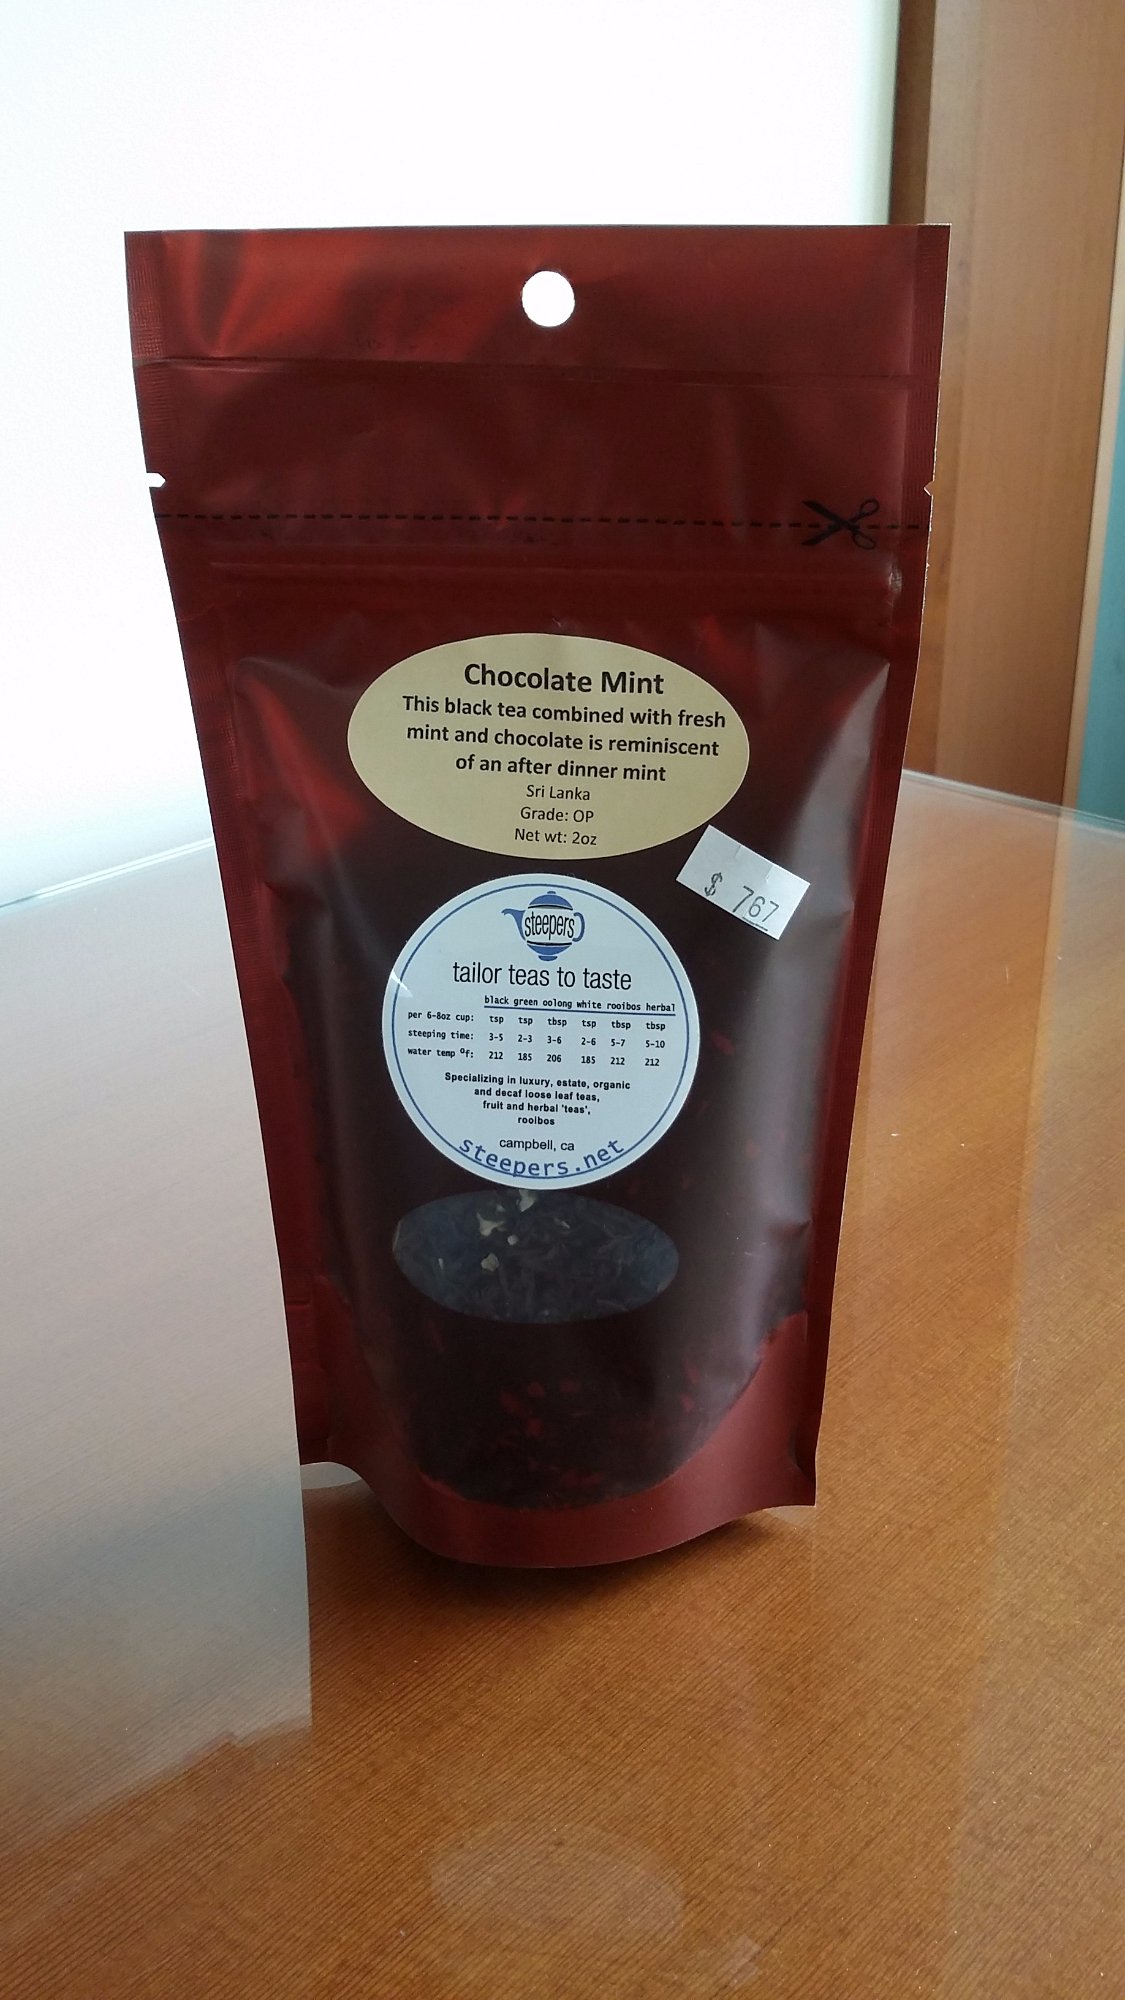 Chocolate Mint
This black tea combined with fresh
mint and chocolate is reminiscent
of an after dinner mint
Sri Lanka
Grade: OP
Net wt: 2oz
$ 767
steepers
tailor teas to taste
black green oolong white rooibos herbal
per 6-8oz cup: tsp tsp tbsp tsp tbsp tbsp
steeping time: 3-5 2-3 3-6 2-6 5-7 5-10
water temp ºf: 212 185 206 185 212 212
Specializing in luxury, estate, organic
and decaf loose leaf teas,
fruit and herbal 'teas',
rooibos
campbell, ca
steepers.net